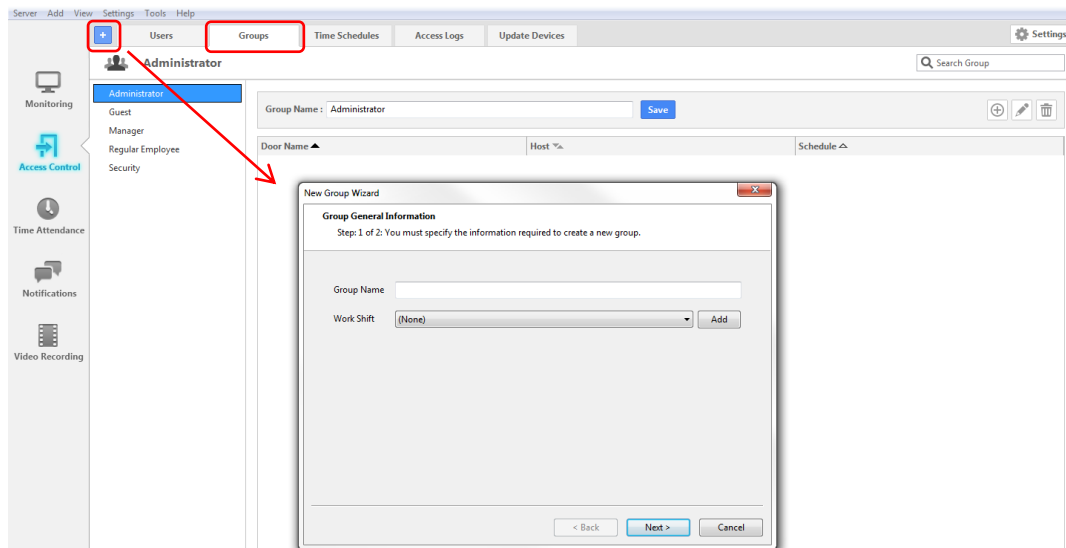 Server Add View Settings Tools Help
+ Users Groups Time Schedules Access Logs Update Devices Settings
Administrator Search Group
Monitoring
Access Control
Time Attendance
Notifications
Video Recording
Administrator
Guest
Manager
Regular Employee
Security
Group Name : Administrator Save
Door Name Host Schedule
New Group Wizard
Group General Information
Step: 1 of 2: You must specify the information required to create a new group.
Group Name
Work Shift (None) Add
< Back Next > Cancel